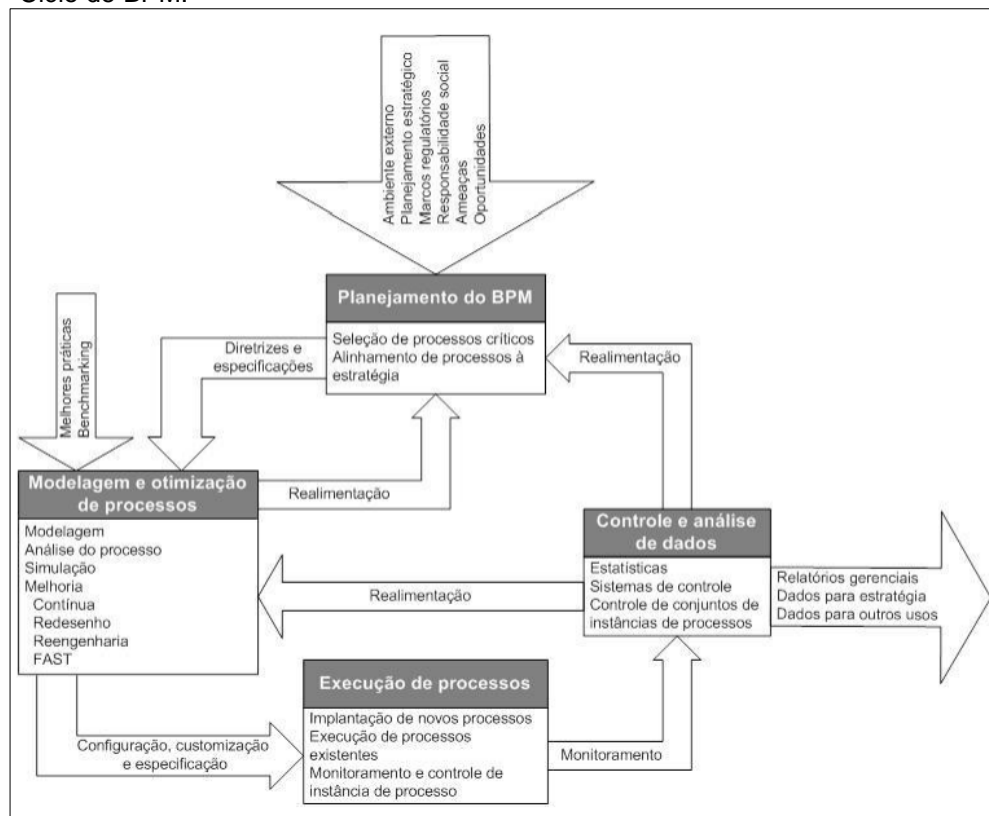 Ciclo do BPM.
Ambiente externo
Planejamento estratégico
Marcos regulatórios
Responsabilidade social
Ameaças
Oportunidades
Planejamento do BPM
Seleção de processos críticos
Alinhamento de processos à
estratégia
Diretrizes e
especificações
Realimentação
Melhores práticas
Benchmarking
Modelagem e otimização
de processos
Modelagem
Análise do processo
Simulação
Melhoria
Contínua
Redesenho
Reengenharia
FAST
Realimentação
Controle e análise
de dados
Estatísticas
Sistemas de controle
Controle de conjuntos de
instâncias de processos
Relatórios gerenciais
Dados para estratégia
Dados para outros usos
Realimentação
Execução de processos
Implantação de novos processos
Execução de processos
existentes
Monitoramento e controle de
instância de processo
Configuração, customização
e especificação
Monitoramento